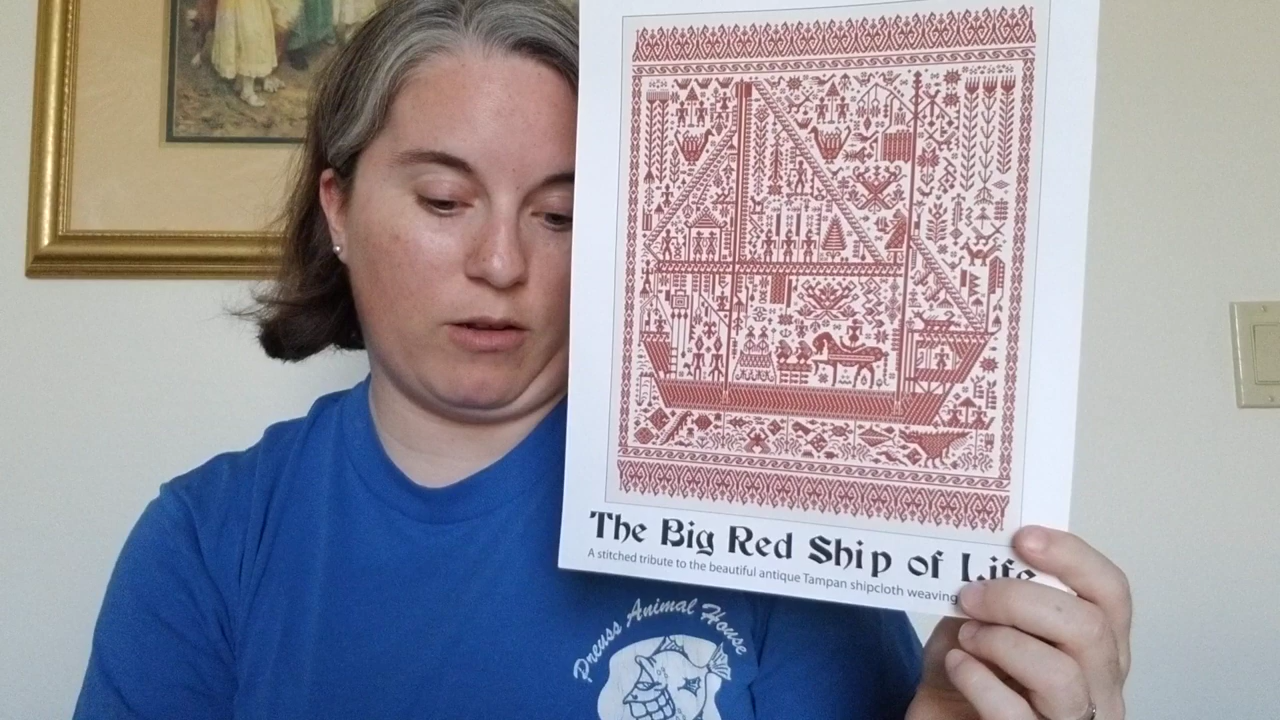 The Big Red Ship of Life
A stitched tribute to the beautiful antique Tampan shipcloth weaving
Preuss Animal House